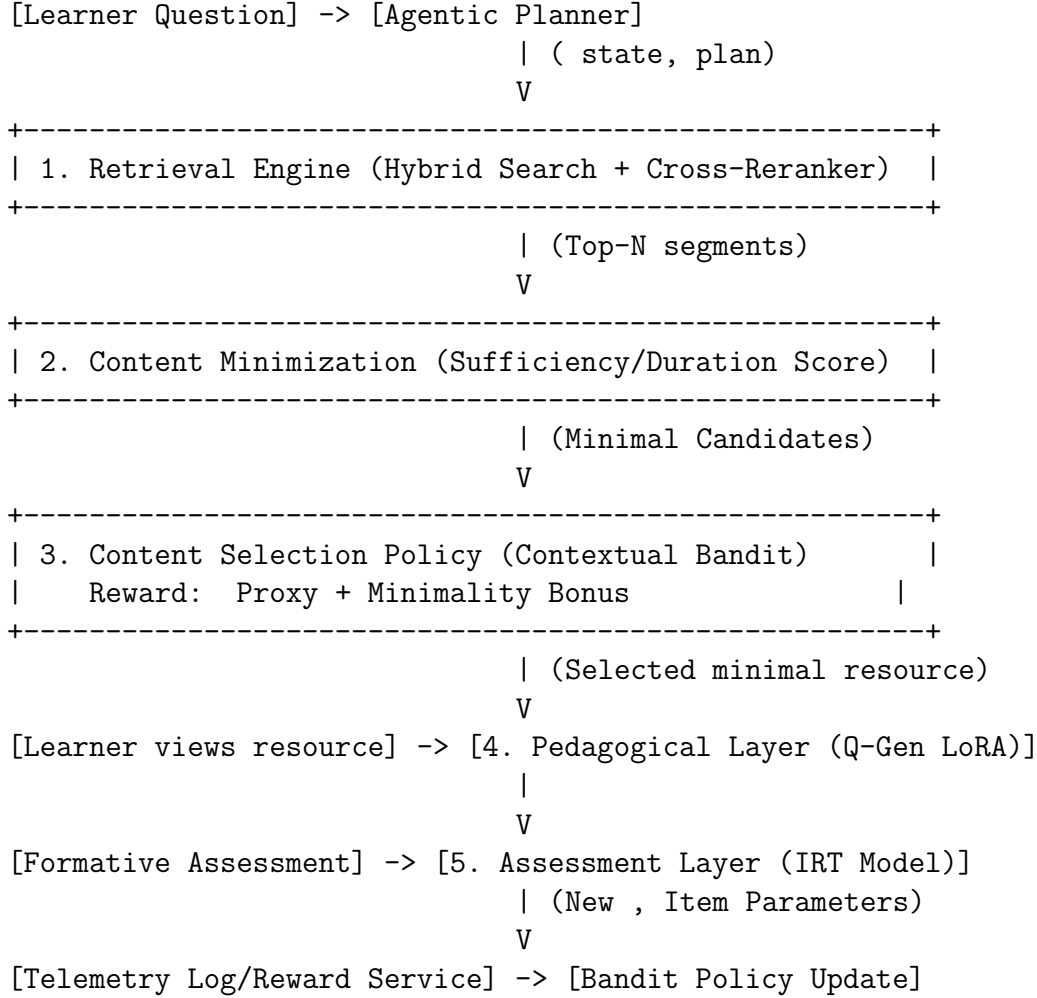 [Learner Question] -> [Agentic Planner]
| ( state, plan)
V
+--------------------------------------------------------+
| 1. Retrieval Engine (Hybrid Search + Cross-Reranker) |
+--------------------------------------------------------+
| (Top-N segments)
V
+--------------------------------------------------------+
| 2. Content Minimization (Sufficiency/Duration Score) |
+--------------------------------------------------------+
| (Minimal Candidates)
V
+--------------------------------------------------------+
| 3. Content Selection Policy (Contextual Bandit) |
| Reward: Proxy + Minimality Bonus |
+--------------------------------------------------------+
| (Selected minimal resource)
V
[Learner views resource] -> [4. Pedagogical Layer (Q-Gen LoRA)]
|
V
[Formative Assessment] -> [5. Assessment Layer (IRT Model)]
| (New , Item Parameters)
V
[Telemetry Log/Reward Service] -> [Bandit Policy Update]